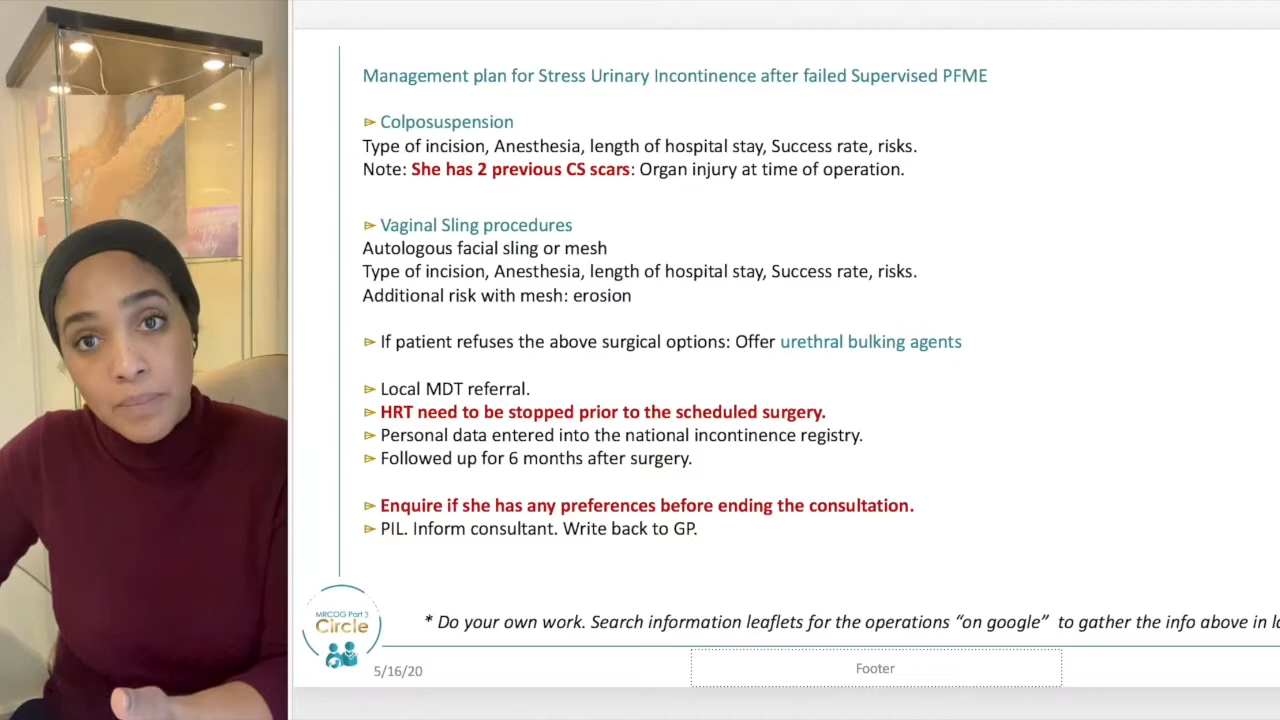 Management plan for Stress Urinary Incontinence after failed Supervised PFME
Colposuspension
Type of incision, Anesthesia, length of hospital stay, Success rate, risks.
Note: She has 2 previous CS scars: Organ injury at time of operation.
Vaginal Sling procedures
Autologous facial sling or mesh
Type of incision, Anesthesia, length of hospital stay, Success rate, risks.
Additional risk with mesh: erosion
If patient refuses the above surgical options: Offer urethral bulking agents
Local MDT referral.
HRT need to be stopped prior to the scheduled surgery.
Personal data entered into the national incontinence registry.
Followed up for 6 months after surgery.
Enquire if she has any preferences before ending the consultation.
PIL. Inform consultant. Write back to GP.
* Do your own work. Search information leaflets for the operations “on google” to gather the info above in
MRCOG Part 3
Circle
5/16/20
Footer